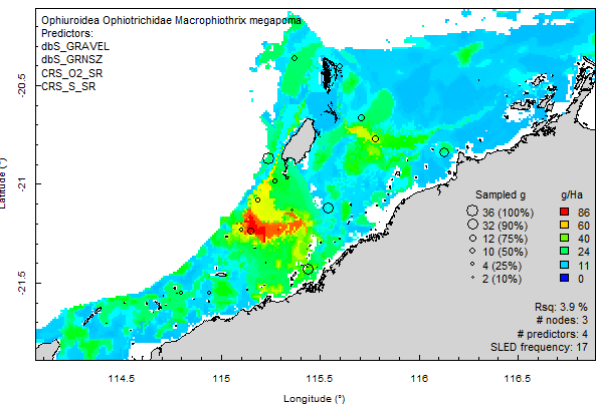 Ophiuroidea Ophiotrichidae Macrophiothrix megapoma
Predictors:
dbS_GRAVEL
dbS_GRNSZ
CRS_O2_SR
CRS_S_SR
-20.5
-21
-21.5
Latitude (°)
Sampled g g/Ha
36 (100%) 86
32 (90%) 60
12 (75%) 40
10 (50%) 24
4 (25%) 11
2 (10%) 0
Rsq: 3.9 %
# nodes: 3
# predictors: 4
SLED frequency: 17
114.5 115 115.5 116 116.5
Longitude (°)